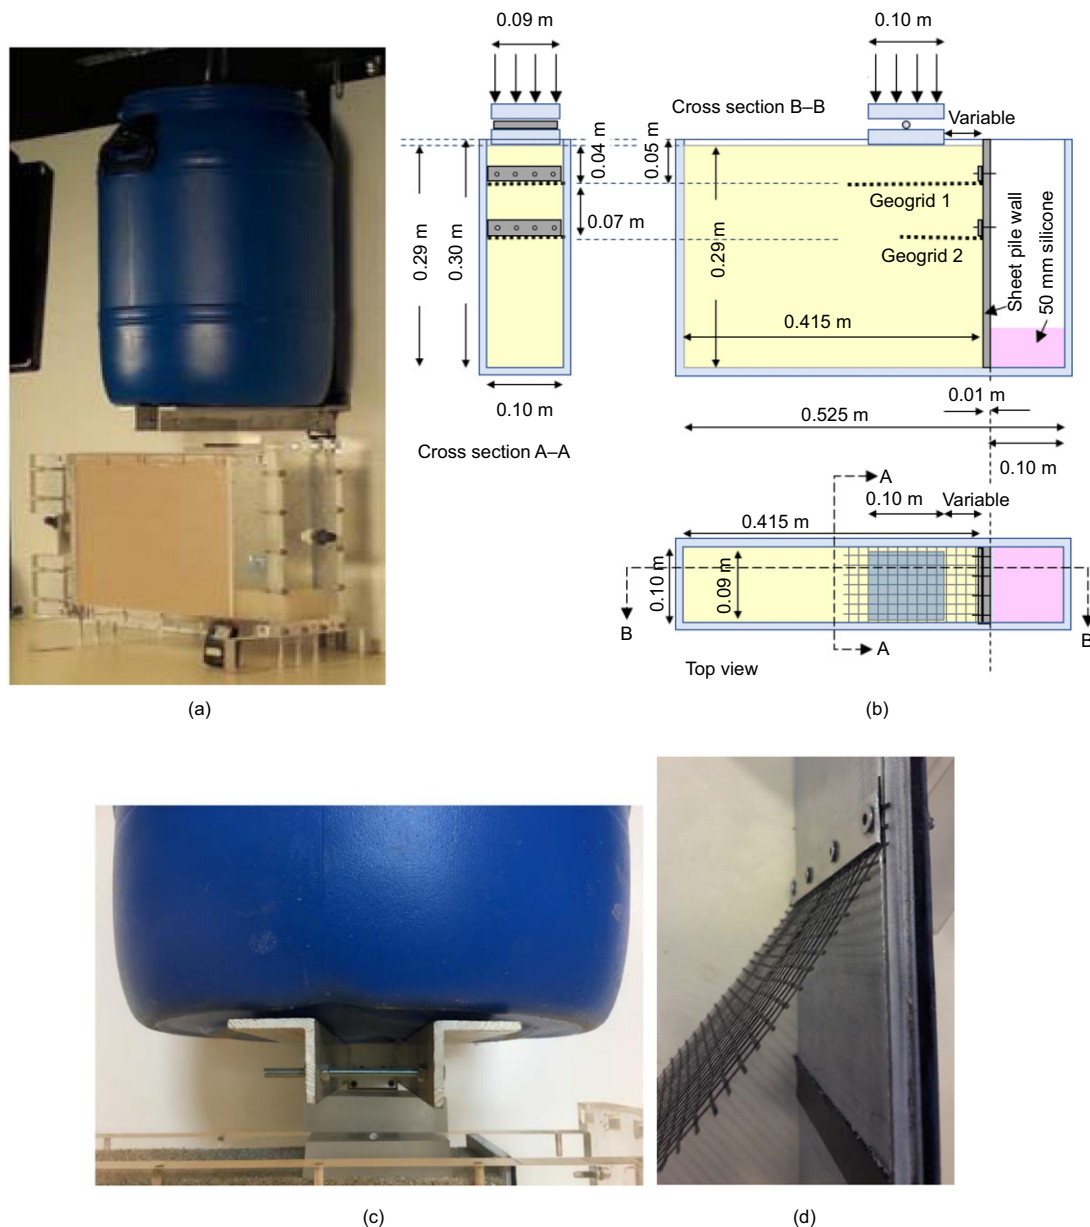 0.09 m
0.10 m
Cross section B–B
Variable
0.04 m
0.05 m
Geogrid 1
0.07 m
Geogrid 2
0.29 m
0.30 m
0.29 m
Sheet pile wall
50 mm silicone
0.415 m
0.10 m
0.01 m
0.525 m
Cross section A–A
0.10 m
A
0.10 m
Variable
0.415 m
0.10 m
0.09 m
B
B
A
Top view
(a)
(b)
(c)
(d)